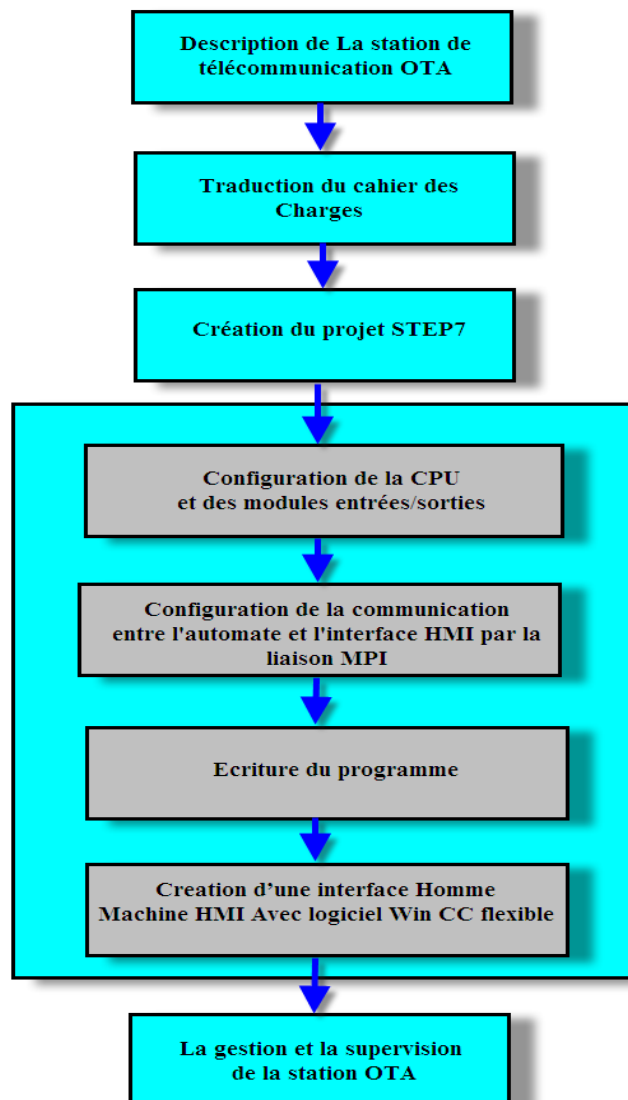 Description de La station de
télécommunication OTA
Traduction du cahier des
Charges
Création du projet STEP7
Configuration de la CPU
et des modules entrées/sorties
Configuration de la communication
entre l'automate et l'interface HMI par la
liaison MPI
Ecriture du programme
Creation d’une interface Homme
Machine HMI Avec logiciel Win CC flexible
La gestion et la supervision
de la station OTA